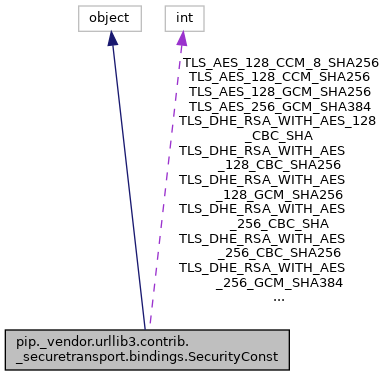 object
int
TLS_AES_128_CCM_8_SHA256
TLS_AES_128_CCM_SHA256
TLS_AES_128_GCM_SHA256
TLS_AES_256_GCM_SHA384
TLS_DHE_RSA_WITH_AES_128
_CBC_SHA
TLS_DHE_RSA_WITH_AES
_128_CBC_SHA256
TLS_DHE_RSA_WITH_AES
_128_GCM_SHA256
TLS_DHE_RSA_WITH_AES
_256_CBC_SHA
TLS_DHE_RSA_WITH_AES
_256_CBC_SHA256
TLS_DHE_RSA_WITH_AES
_256_GCM_SHA384
...
pip._vendor.urllib3.contrib.
_securetransport.bindings.SecurityConst